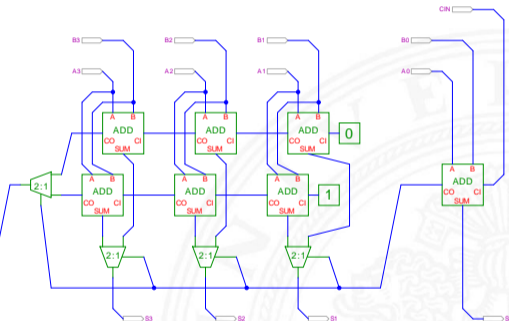 CIN
B3 B2 B1 B0
A3 A2 A1 A0
A B A B A B
ADD ADD ADD 0
CO CI CO CI CO CI
SUM SUM SUM
A B
2:1 ADD ADD ADD 1 ADD
CO CI CO CI CO CI CO CI
SUM SUM SUM SUM
2:1 2:1 2:1
S3 S2 S1 S